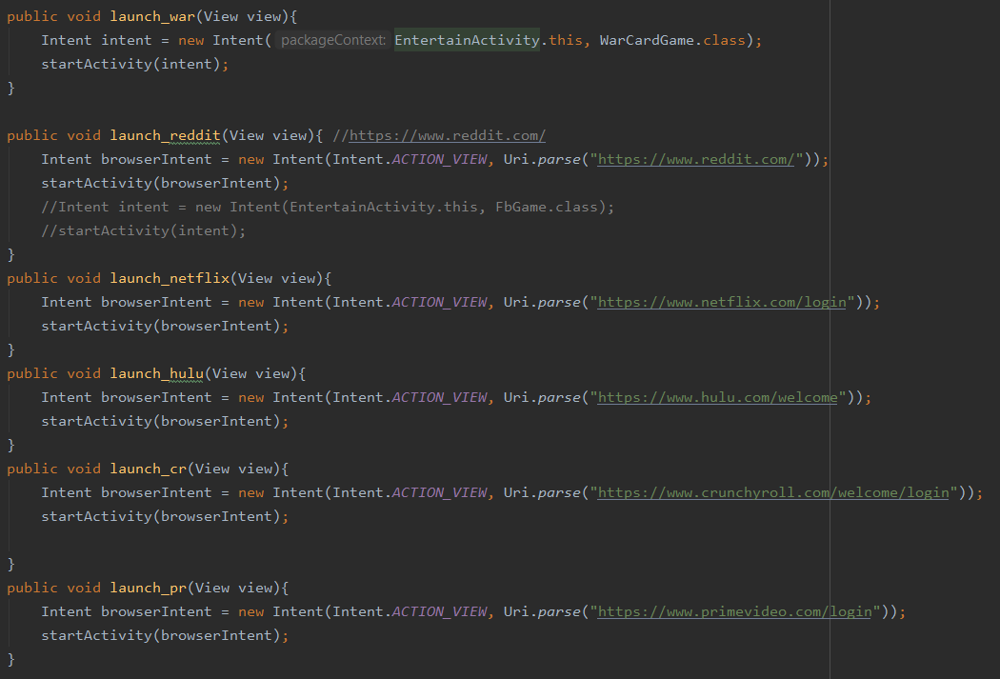 public void launch_war(View view){
    Intent intent = new Intent( packageContext: EntertainActivity.this, WarCardGame.class);
    startActivity(intent);
}
public void launch_reddit(View view){ //https://www.reddit.com/
    Intent browserIntent = new Intent(Intent.ACTION_VIEW, Uri.parse("https://www.reddit.com/"));
    startActivity(browserIntent);
    //Intent intent = new Intent(EntertainActivity.this, FbGame.class);
    //startActivity(intent);
}
public void launch_netflix(View view){
    Intent browserIntent = new Intent(Intent.ACTION_VIEW, Uri.parse("https://www.netflix.com/login"));
    startActivity(browserIntent);
}
public void launch_hulu(View view){
    Intent browserIntent = new Intent(Intent.ACTION_VIEW, Uri.parse("https://www.hulu.com/welcome"));
    startActivity(browserIntent);
}
public void launch_cr(View view){
    Intent browserIntent = new Intent(Intent.ACTION_VIEW, Uri.parse("https://www.crunchyroll.com/welcome/login"));
    startActivity(browserIntent);
}
public void launch_pr(View view){
    Intent browserIntent = new Intent(Intent.ACTION_VIEW, Uri.parse("https://www.primevideo.com/login"));
    startActivity(browserIntent);
}